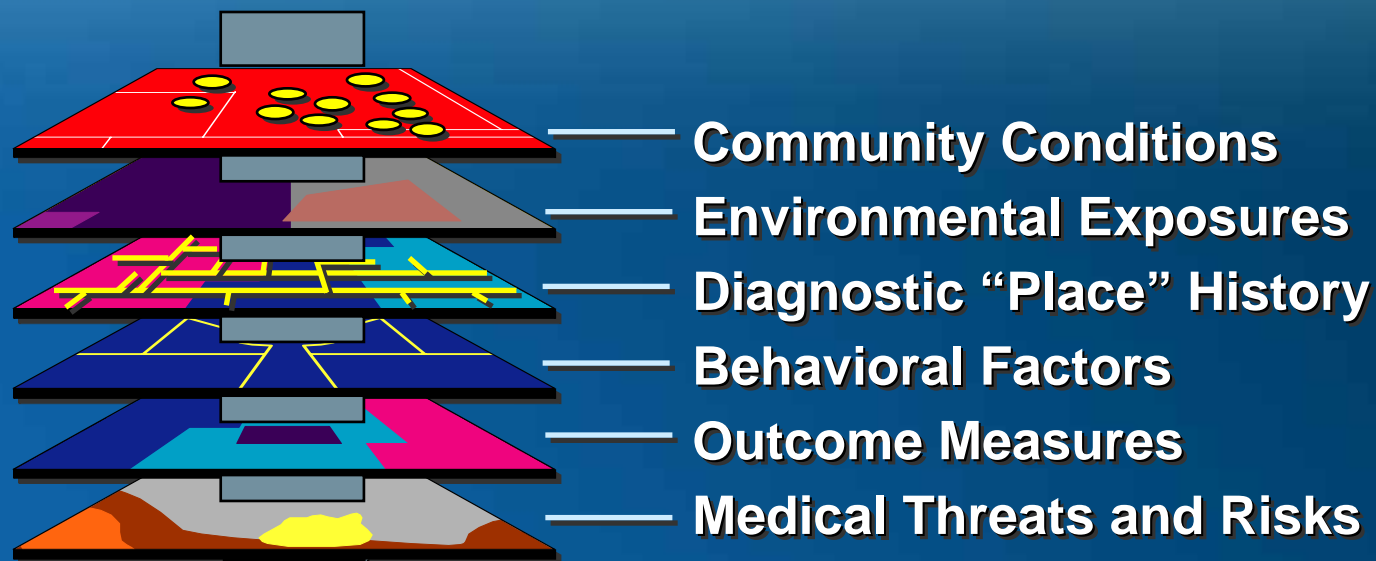 Community Conditions
Environmental Exposures
Diagnostic “Place” History
Behavioral Factors
Outcome Measures
Medical Threats and Risks